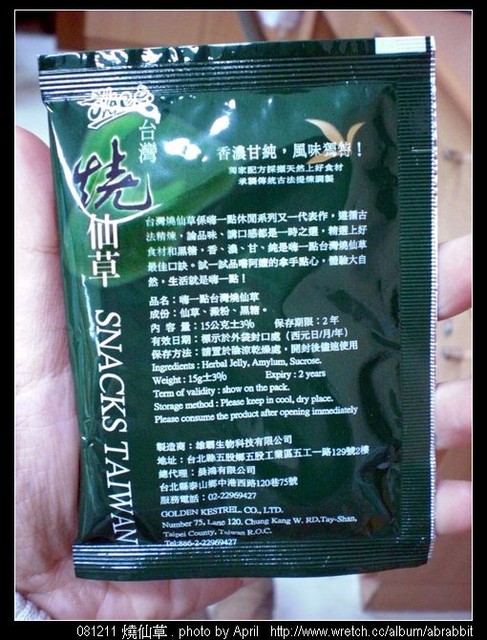 台灣
燒仙草
SNACKS TAIWAN
香濃甘純，風味獨特！
獨家配方採擷天然上好食材
承襲傳統古法提煉調製
台灣燒仙草係嗨一點休閒系列又一代表作，遵循古
法精煉，論品味、講口感都是一時之選，精選上好
食材和黑糖，香、濃、甘、純是嗨一點台灣燒仙草
最佳口訣。試一試品嚐阿嬤的拿手點心，體驗大自
然，生活就是嗨一點！
品名：嗨一點台灣燒仙草
成份：仙草、澱粉、黑糖。
內 容 量：15公克±3% 保存期限：2 年
有效日期：標示於外袋封口處（西元日/月/年）
保存方法：請置於陰涼乾燥處，開封後儘速使用
Ingredients : Herbal Jelly, Amylum, Sucrose.
Weight : 15g±3% Expiry : 2 years
Term of validity : show on the pack.
Storage method : Please keep in cool, dry place.
Please consume the product after opening immediately
製造商：雄霸生物科技有限公司
地址：台北縣五股鄉五股工業區五工一路129號2樓
總代理：晨鴻有限公司
台北縣泰山鄉中港西路120巷75號
服務電話：02-22969427
GOLDEN KESTREL CO., LTD.
Number 75, Lane 120, Chung Kang W. RD,Tay-Shan,
Taipei County, Taiwan R.O.C.
Tel:886-2-22969427
081211 燒仙草. photo by April http://www.wretch.cc/album/abrabbit